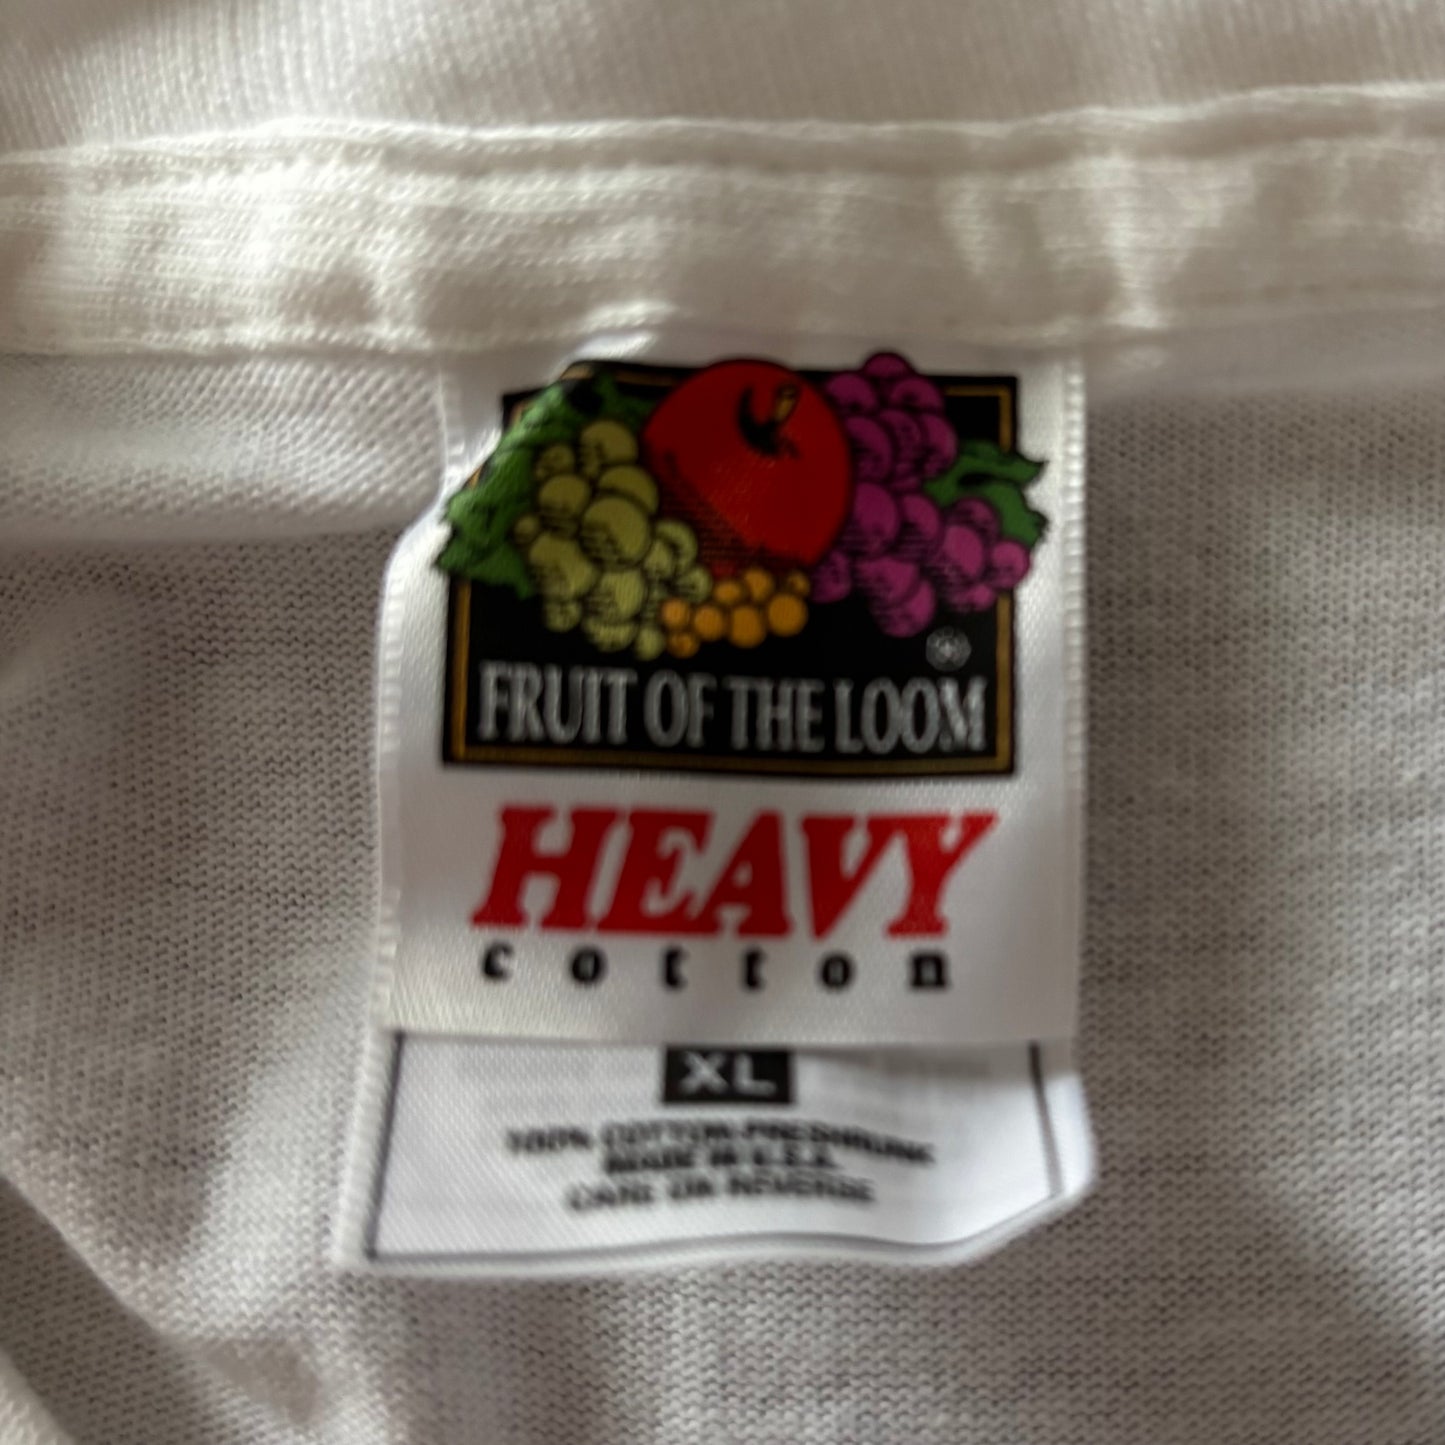 ®
FRUIT OF THE LOOM
HEAVY
cotton
XL
100% COTTON-PRESHRUNK
MADE IN U.S.A.
CARE ON REVERSE